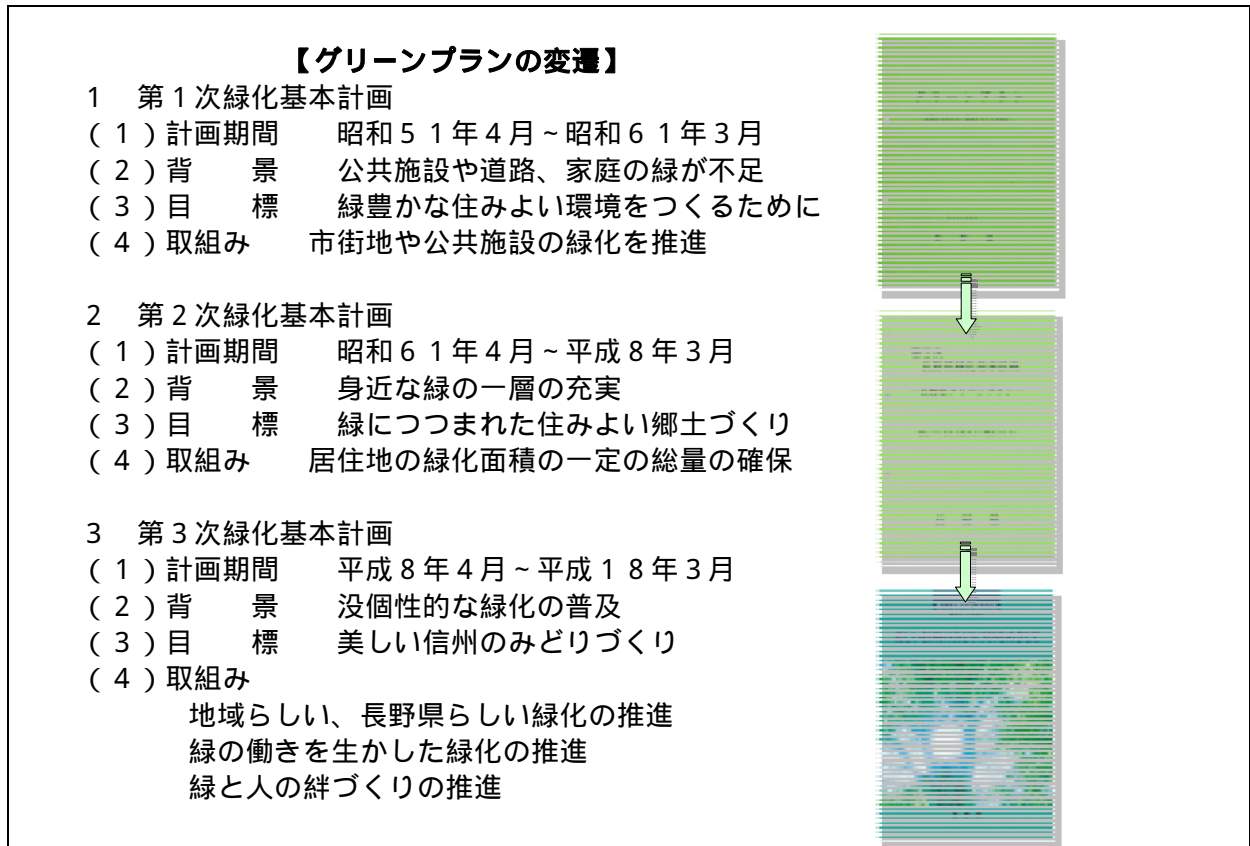 【グリーンプランの変遷】
1　第1次緑化基本計画
(1)計画期間　　昭和51年4月~昭和61年3月
(2)背　　景　　公共施設や道路、家庭の緑が不足
(3)目　　標　　緑豊かな住みよい環境をつくるために
(4)取組み　　市街地や公共施設の緑化を推進
2　第2次緑化基本計画
(1)計画期間　　昭和61年4月~平成8年3月
(2)背　　景　　身近な緑の一層の充実
(3)目　　標　　緑につつまれた住みよい郷土づくり
(4)取組み　　居住地の緑化面積の一定の総量の確保
3　第3次緑化基本計画
(1)計画期間　　平成8年4月~平成18年3月
(2)背　　景　　没個性的な緑化の普及
(3)目　　標　　美しい信州のみどりづくり
(4)取組み
地域らしい、長野県らしい緑化の推進
緑の働きを生かした緑化の推進
緑と人の絆づくりの推進